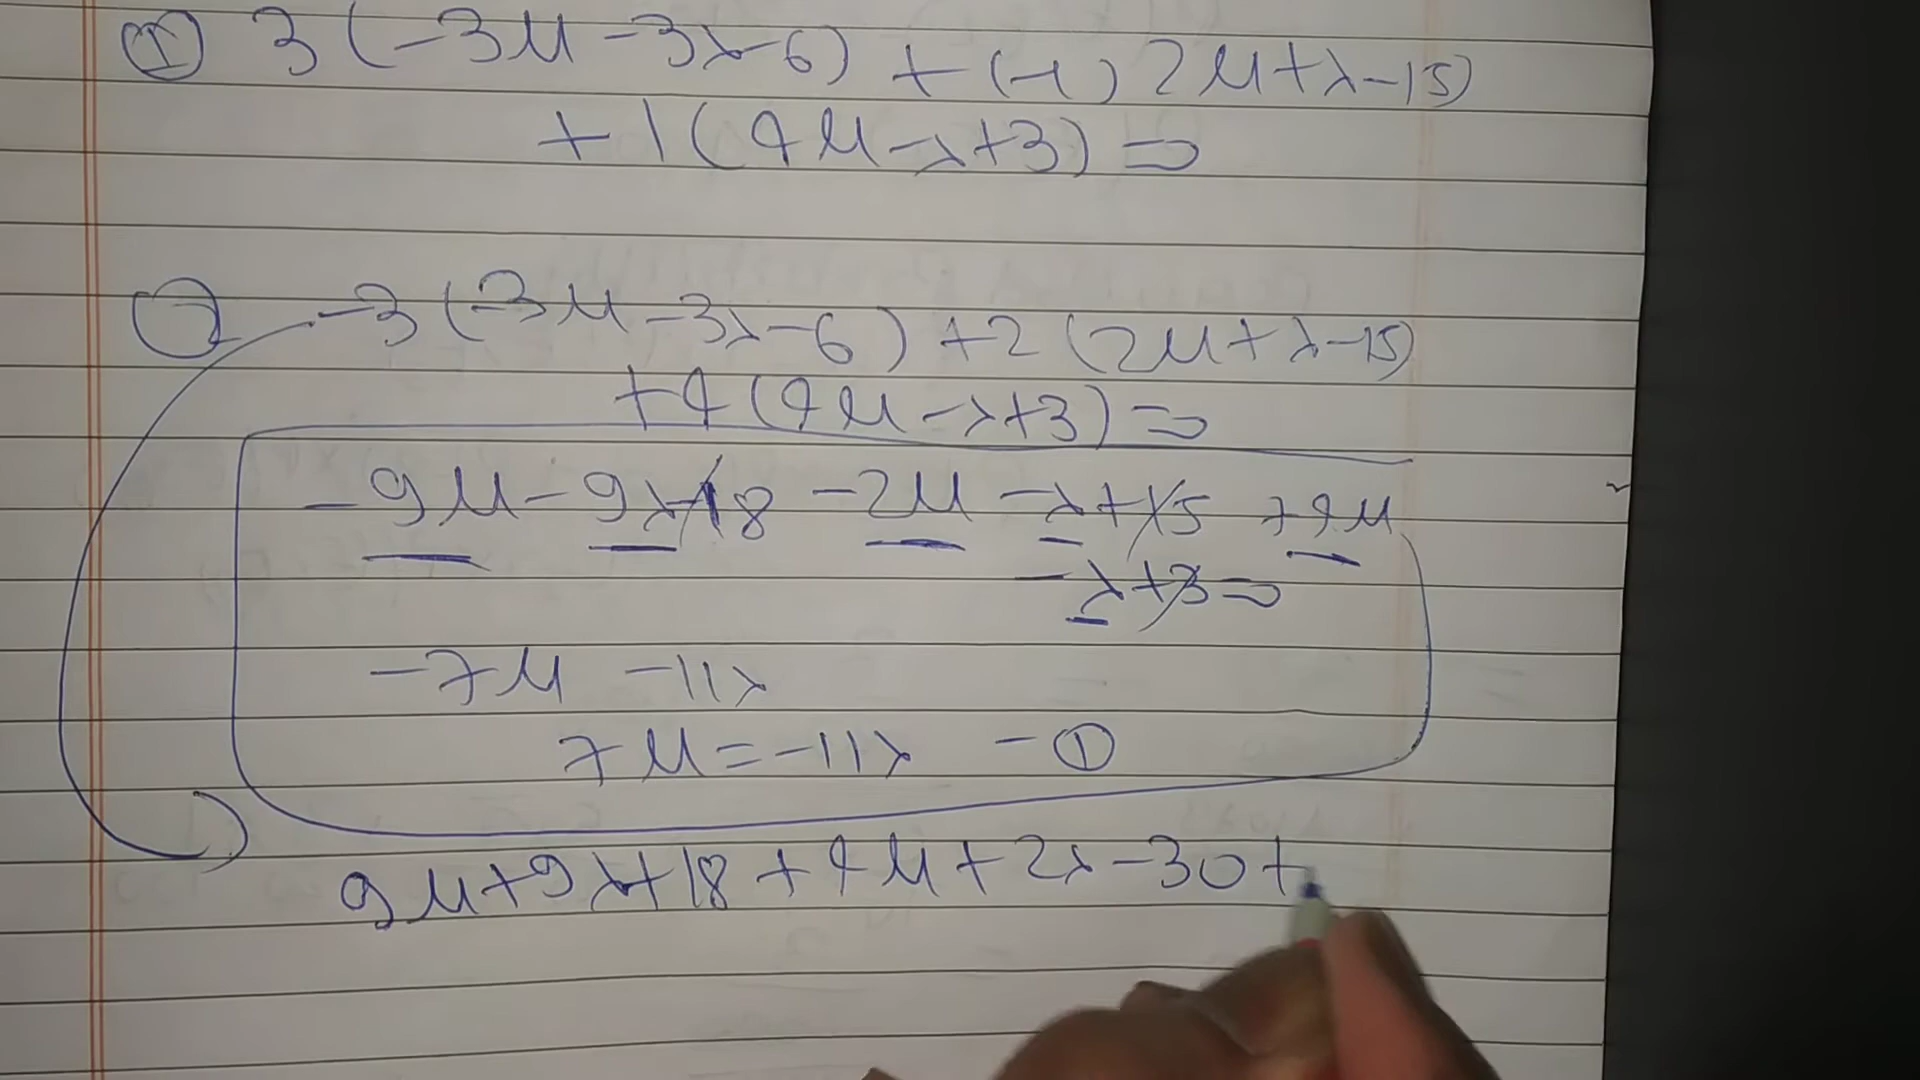 ① 3(-3μ-3λ-6) + (-1)2μ+λ-15)
+1(4μ-λ+3) =0
② -3(-3μ-3λ-6)+2(2μ+λ-15)
+4(4μ-λ+3)=0
-9μ-9λ-18-2μ-λ+15+4μ
-λ+3=0
-7μ -11λ
7μ=-11λ -①
9μ+9λ+18+4μ+2λ-30+